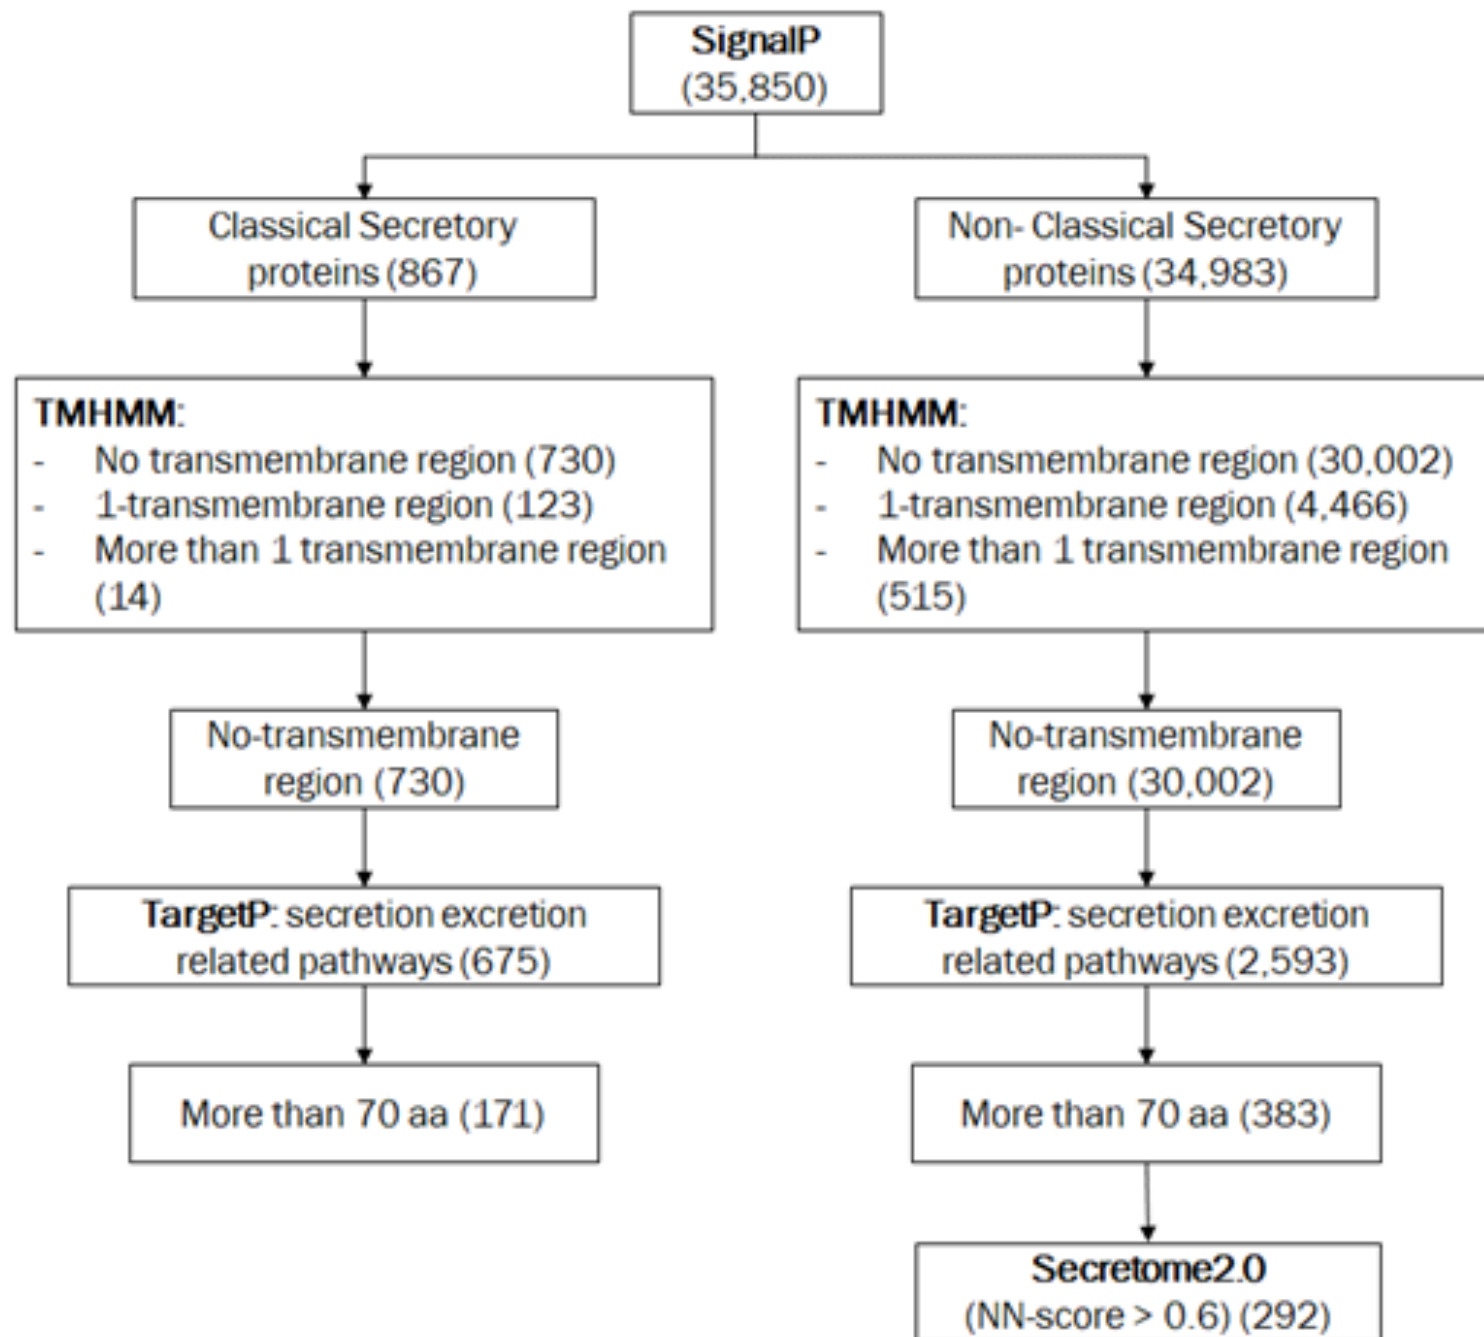 SignalP
(35,850)
Classical Secretory
proteins (867)
Non- Classical Secretory
proteins (34,983)
TMHMM:
- No transmembrane region (730)
- 1-transmembrane region (123)
- More than 1 transmembrane region
(14)
TMHMM:
- No transmembrane region (30,002)
- 1-transmembrane region (4,466)
- More than 1 transmembrane region
(515)
No-transmembrane
region (730)
No-transmembrane
region (30,002)
TargetP: secretion excretion
related pathways (675)
TargetP: secretion excretion
related pathways (2,593)
More than 70 aa (171)
More than 70 aa (383)
Secretome2.0
(NN-score > 0.6) (292)